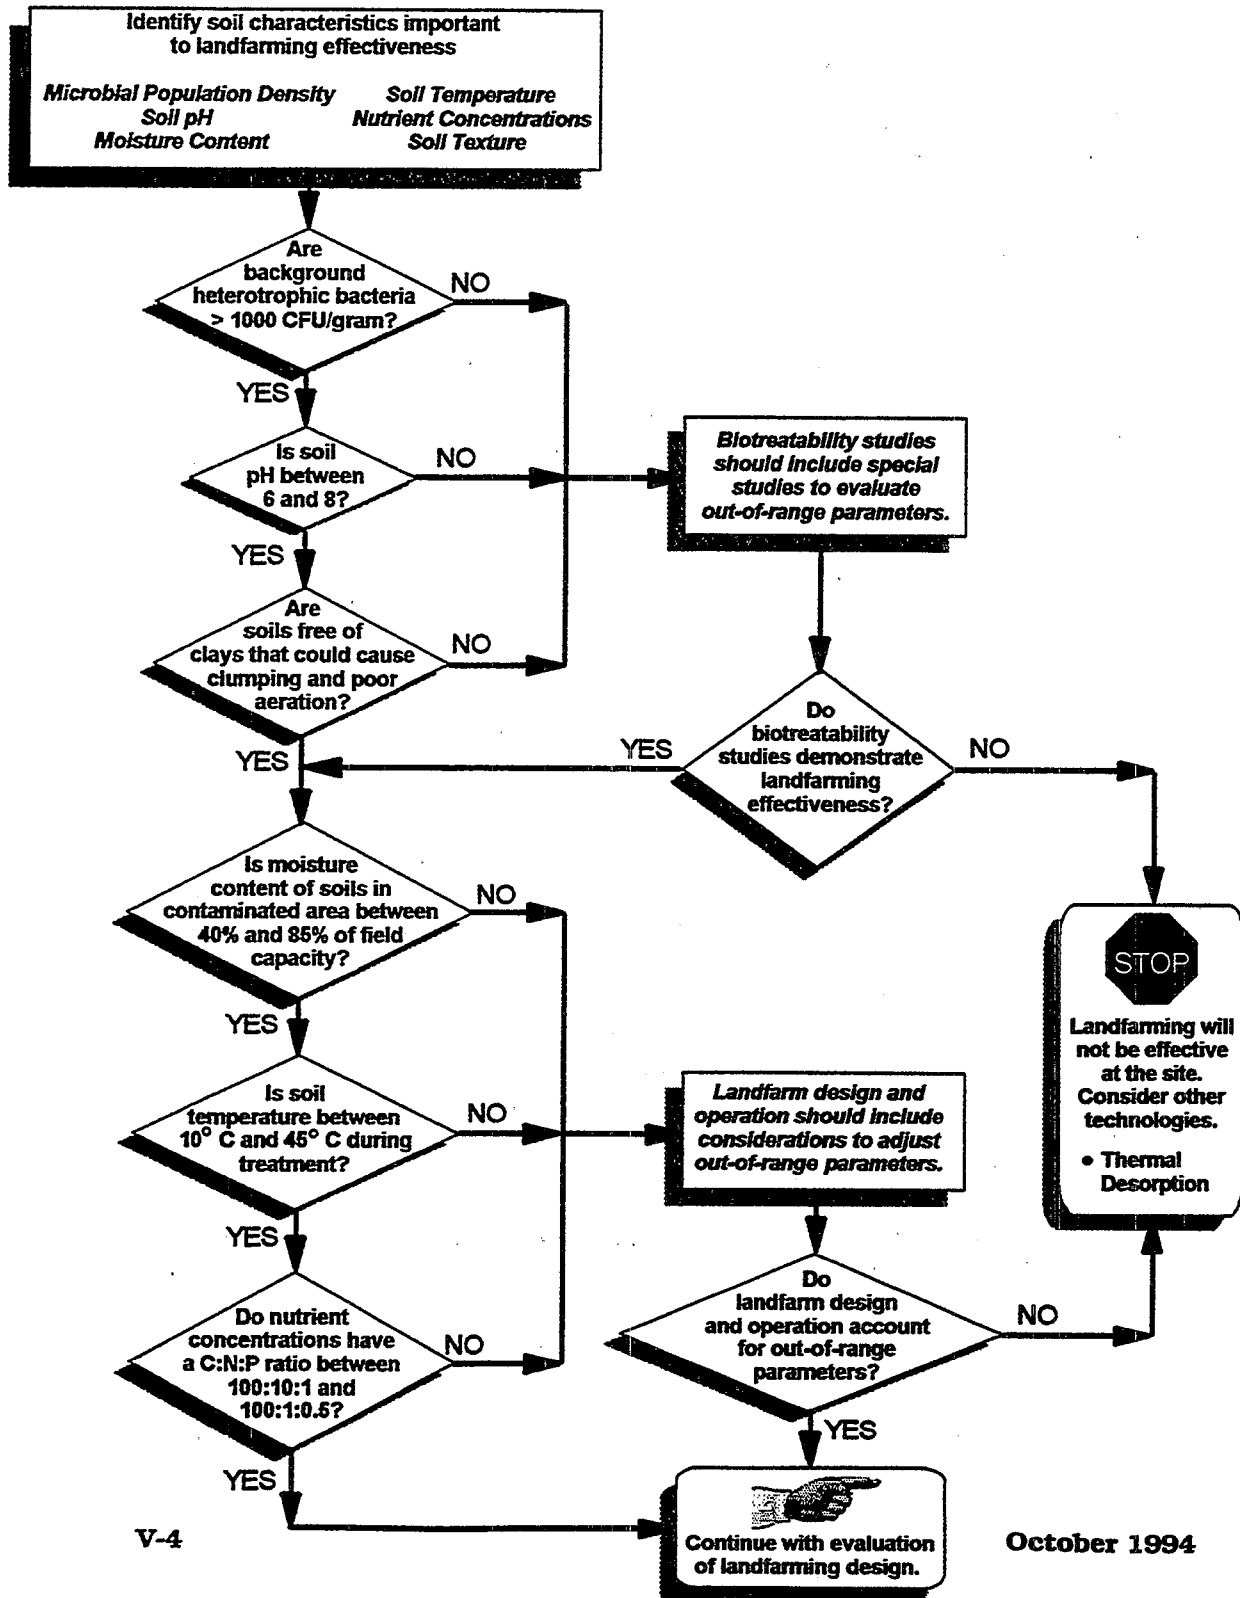 Identify soil characteristics important
to landfarming effectiveness
Microbial Population Density
Soil pH
Moisture Content
Soil Temperature
Nutrient Concentrations
Soil Texture
Are
background
heterotrophic bacteria
> 1000 CFU/gram?
NO
YES
Is soil
pH between
6 and 8?
NO
YES
Are
soils free of
clays that could cause
clumping and poor
aeration?
NO
YES
Biotreatability studies
should include special
studies to evaluate
out-of-range parameters.
Do
biotreatability
studies demonstrate
landfarming
effectiveness?
YES
NO
Is moisture
content of soils in
contaminated area between
40% and 85% of field
capacity?
NO
YES
Is soil
temperature between
10° C and 45° C during
treatment?
NO
YES
Do nutrient
concentrations have
a C:N:P ratio between
100:10:1 and
100:1:0.5?
NO
YES
Landfarm design and
operation should include
considerations to adjust
out-of-range parameters.
Do
landfarm design
and operation account
for out-of-range
parameters?
NO
YES
STOP
Landfarming will
not be effective
at the site.
Consider other
technologies.
• Thermal
Desorption
Continue with evaluation
of landfarming design.
V-4
October 1994